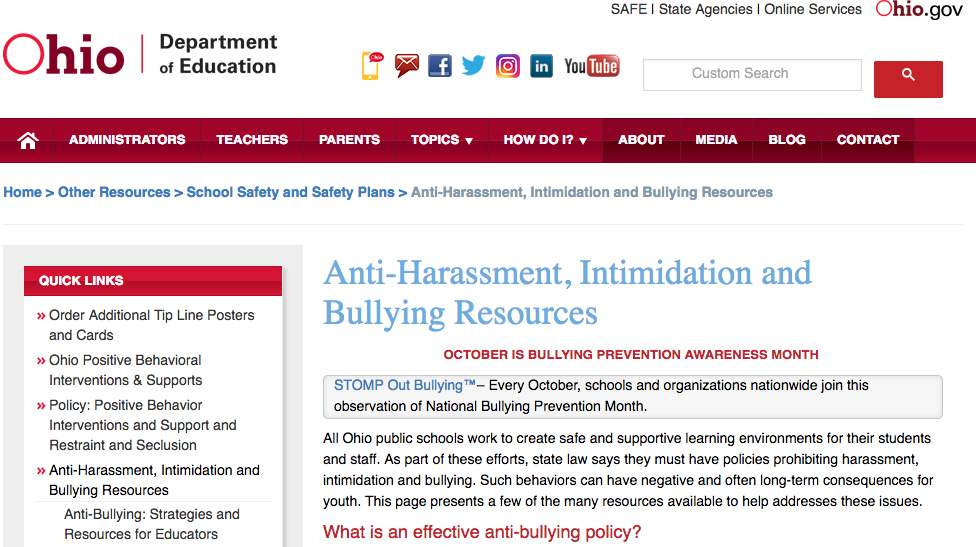 SAFE | State Agencies | Online Services Ohio.gov
Ohio Department
of Education
You Tube
Custom Search
ADMINISTRATORS TEACHERS PARENTS TOPICS ▼ HOW DO I? ▼ ABOUT MEDIA BLOG CONTACT
Home > Other Resources > School Safety and Safety Plans > Anti-Harassment, Intimidation and Bullying Resources
QUICK LINKS
» Order Additional Tip Line Posters
and Cards
» Ohio Positive Behavioral
Interventions & Supports
» Policy: Positive Behavior
Interventions and Support and
Restraint and Seclusion
» Anti-Harassment, Intimidation and
Bullying Resources
Anti-Bullying: Strategies and
Resources for Educators
Anti-Harassment, Intimidation and
Bullying Resources
OCTOBER IS BULLYING PREVENTION AWARENESS MONTH
STOMP Out Bullying™– Every October, schools and organizations nationwide join this
observation of National Bullying Prevention Month.
All Ohio public schools work to create safe and supportive learning environments for their students
and staff. As part of these efforts, state law says they must have policies prohibiting harassment,
intimidation and bullying. Such behaviors can have negative and often long-term consequences for
youth. This page presents a few of the many resources available to help addresses these issues.
What is an effective anti-bullying policy?